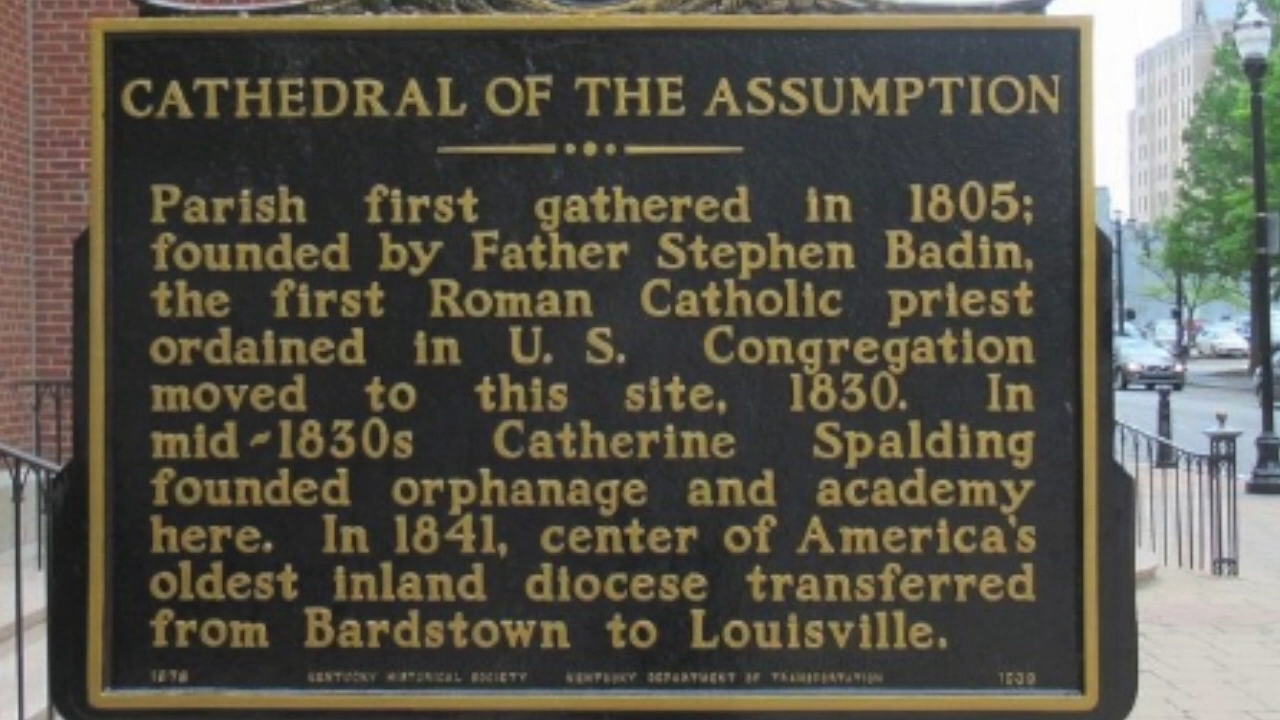 CATHEDRAL OF THE ASSUMPTION
Parish first gathered in 1805;
founded by Father Stephen Badin,
the first Roman Catholic priest
ordained in U. S. Congregation
moved to this site, 1830. In
mid-1830s Catherine Spalding
founded orphanage and academy
here. In 1841, center of America's
oldest inland diocese transferred
from Bardstown to Louisville.
KENTUCKY HISTORICAL SOCIETY KENTUCKY DEPARTMENT OF TRANSPORTATION